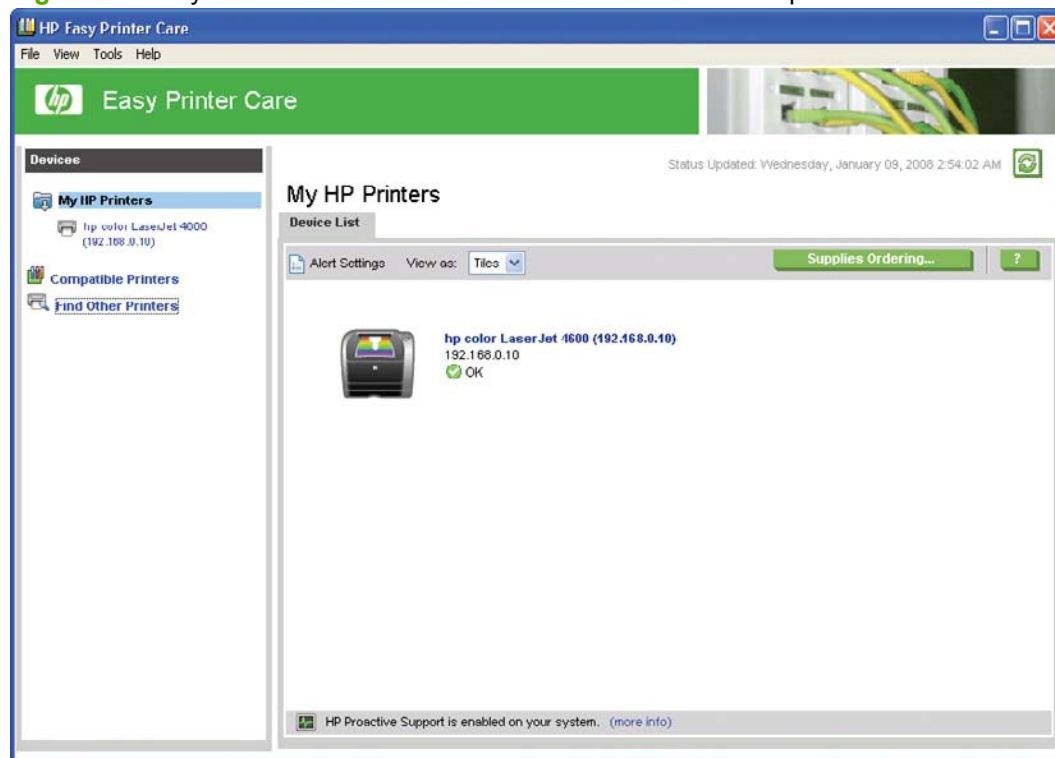 HP Easy Printer Care
File View Tools Help
hp Easy Printer Care
Devices
Status Updated: Wednesday, January 09, 2008 2:54:02 AM
My HP Printers
My HP Printers
hp color LaserJet 4600
(192.168.0.10)
Compatible Printers
Find Other Printers
Device List
Alert Settings View as: Tiles Supplies Ordering... ?
hp color LaserJet 4600 (192.168.0.10)
192.168.0.10
OK
HP Proactive Support is enabled on your system. (more info)